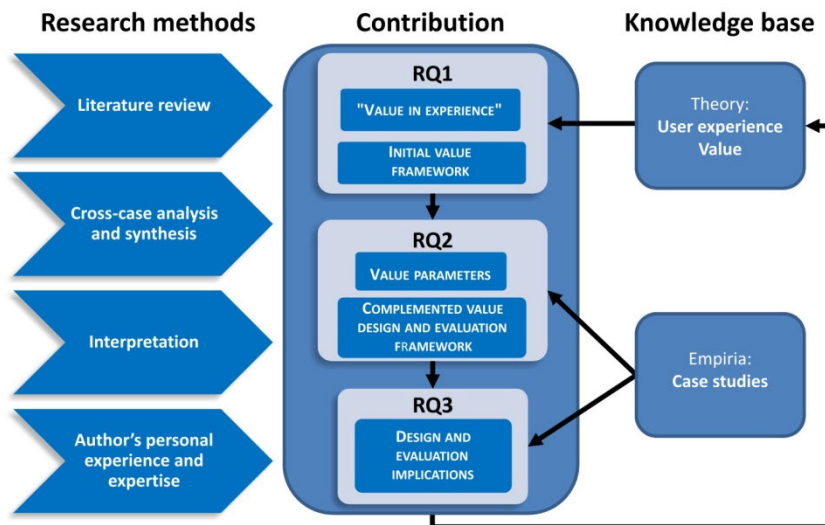 Research methods
Literature review
Cross-case analysis
and synthesis
Interpretation
Author's personal
experience and
expertise
Contribution
RQ1
"VALUE IN EXPERIENCE"
INITIAL VALUE
FRAMEWORK
RQ2
VALUE PARAMETERS
COMPLEMENTED VALUE
DESIGN AND EVALUATION
FRAMEWORK
RQ3
DESIGN AND
EVALUATION
IMPLICATIONS
Knowledge base
Theory:
User experience
Value
Empiria:
Case studies